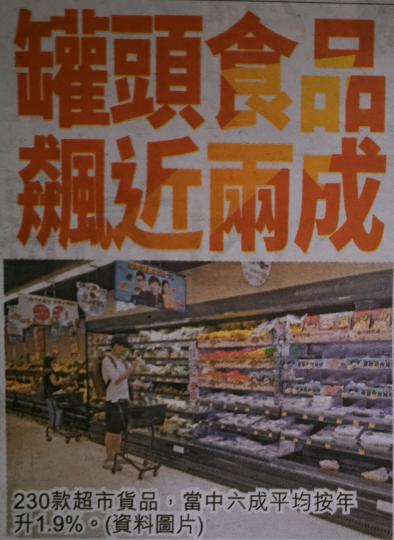 罐頭食品
飆近兩成
230款超市貨品，當中六成平均按年
升1.9%。(資料圖片)